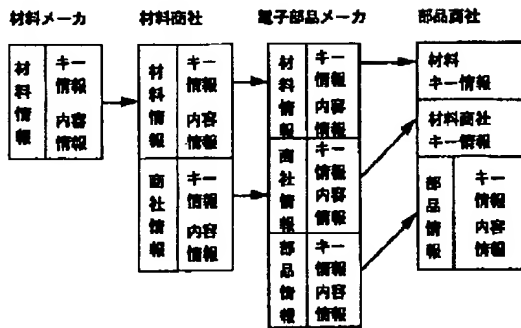 材料メーカ 材料商社 電子部品メーカ 部品商社
材料情報
キー
情報
内容
情報
材料情報
キー
情報
内容
情報
商社情報
キー
情報
内容
情報
材料情報
キー
情報
内容
情報
商社情報
キー
情報
内容
情報
部品情報
キー
情報
内容
情報
材料
キー情報
材料商社
キー情報
部品情報
キー
情報
内容
情報